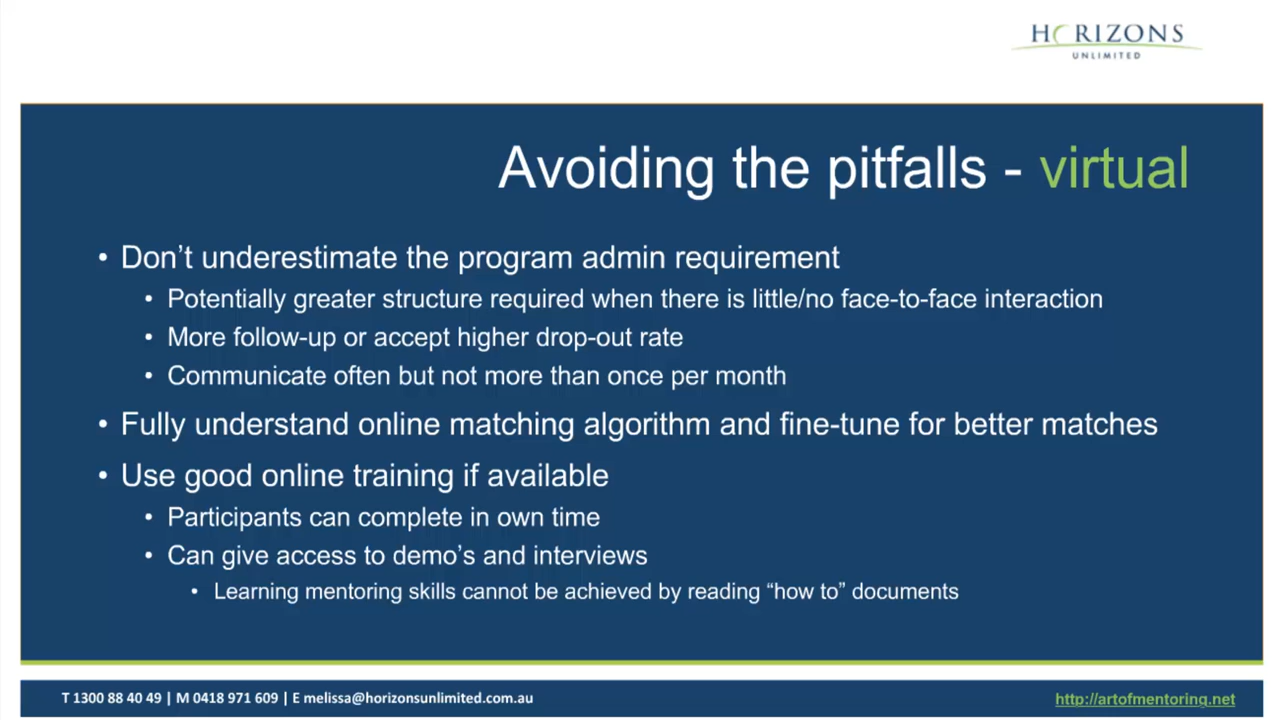 HORIZONS
UNLIMITED
Avoiding the pitfalls - virtual
• Don’t underestimate the program admin requirement
• Potentially greater structure required when there is little/no face-to-face interaction
• More follow-up or accept higher drop-out rate
• Communicate often but not more than once per month
• Fully understand online matching algorithm and fine-tune for better matches
• Use good online training if available
• Participants can complete in own time
• Can give access to demo’s and interviews
• Learning mentoring skills cannot be achieved by reading “how to” documents
T 1300 88 40 49 | M 0418 971 609 | E melissa@horizonsunlimited.com.au
http://artofmentoring.net